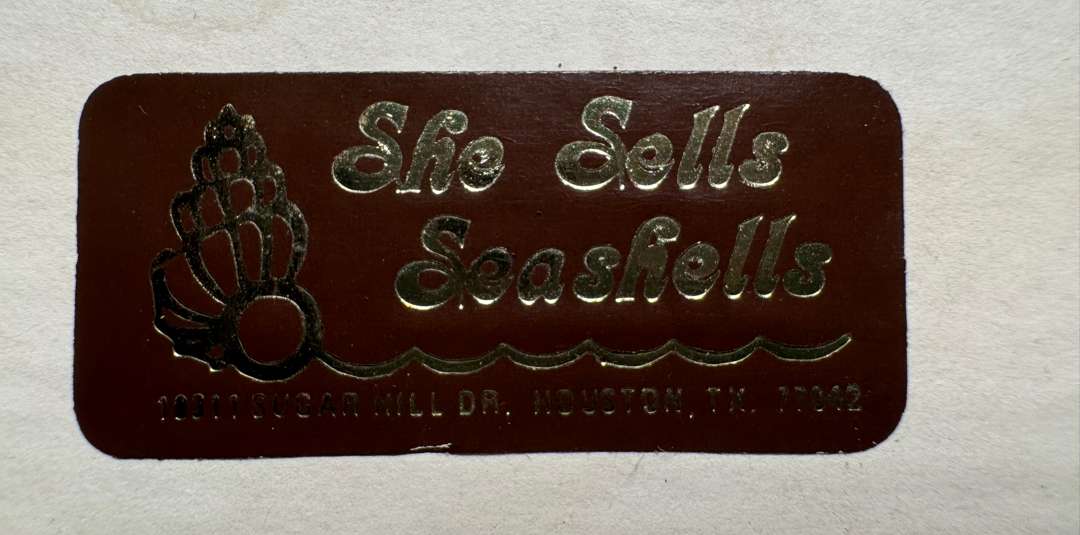 She Sells
Seashells
10311 SUGAR HILL DR. HOUSTON, TX. 77042